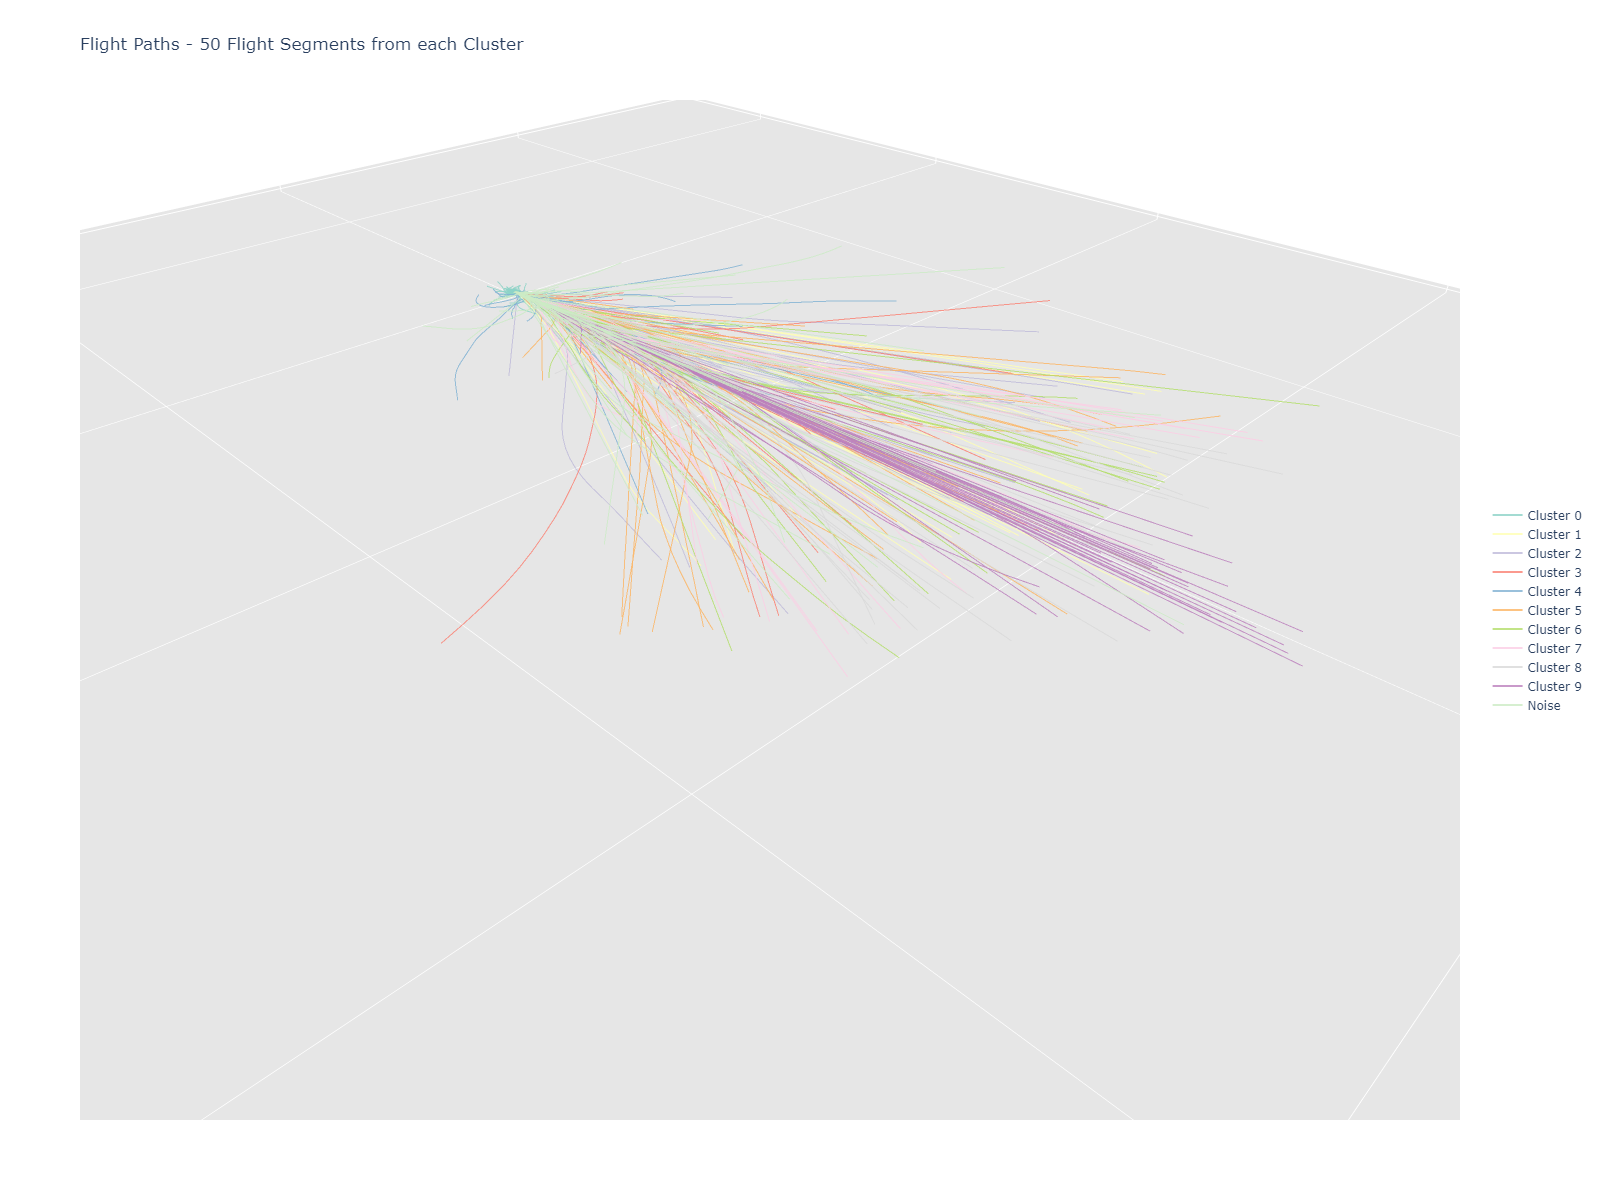 Flight Paths - 50 Flight Segments from each Cluster
Cluster 0
Cluster 1
Cluster 2
Cluster 3
Cluster 4
Cluster 5
Cluster 6
Cluster 7
Cluster 8
Cluster 9
Noise